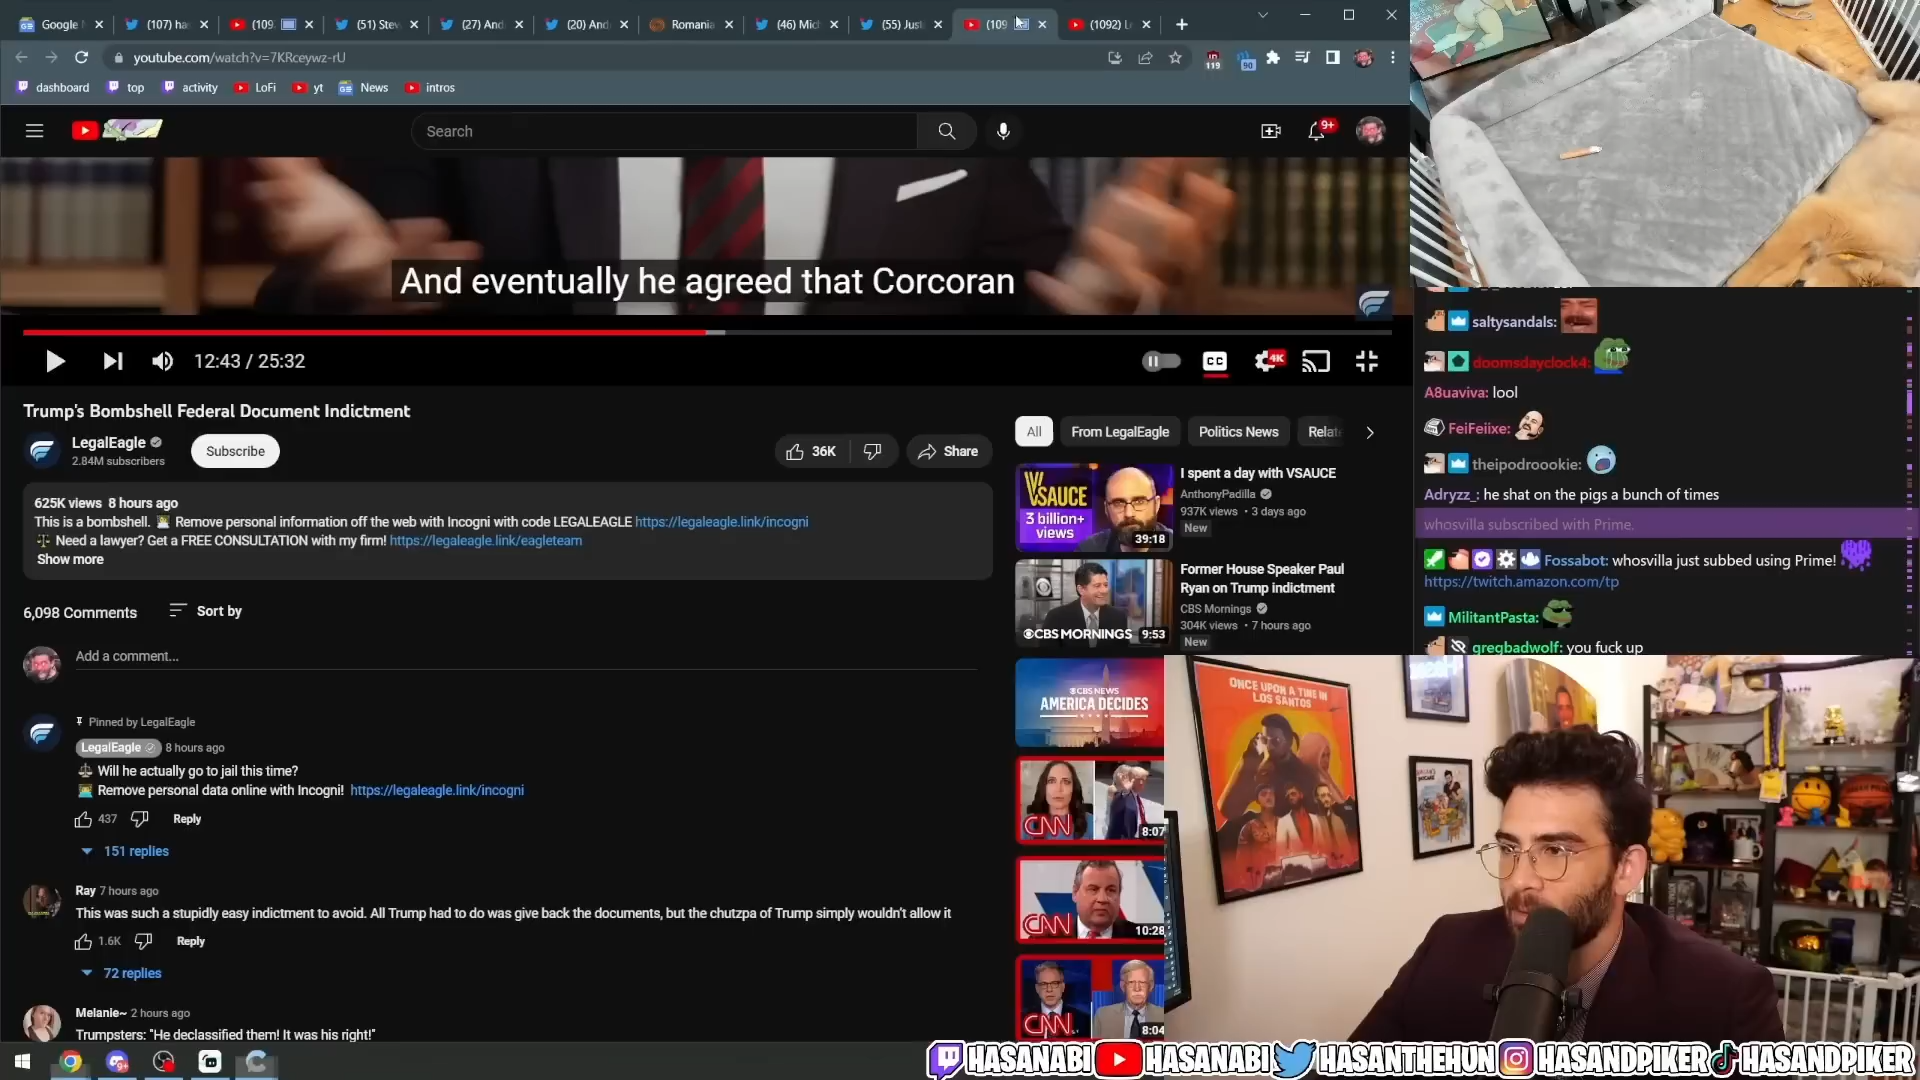 Google N
(107) ha
(109
(51) Stev
(27) And
(20) And
Romania
(46) Mich
(55) Just
(109
(1092) L
youtube.com/watch?v=7KRceywz-rU
119
90
dashboard
top
activity
LoFi
yt
News
intros
Search
9+
And eventually he agreed that Corcoran
12:43 / 25:32
CC
4K
Trump's Bombshell Federal Document Indictment
LegalEagle
2.84M subscribers
Subscribe
36K
Share
625K views 8 hours ago
This is a bombshell. Remove personal information off the web with Incogni with code LEGALEAGLE https://legaleagle.link/incogni
Need a lawyer? Get a FREE CONSULTATION with my firm! https://legaleagle.link/eagleteam
Show more
6,098 Comments
Sort by
Add a comment...
Pinned by LegalEagle
LegalEagle 8 hours ago
Will he actually go to jail this time?
Remove personal data online with Incogni! https://legaleagle.link/incogni
437
Reply
151 replies
Ray 7 hours ago
This was such a stupidly easy indictment to avoid. All Trump had to do was give back the documents, but the chutzpa of Trump simply wouldn't allow it
1.6K
Reply
72 replies
Melanie~ 2 hours ago
Trumpsters: "He declassified them! It was his right!"
All
From LegalEagle
Politics News
Relat
VSAUCE
3 billion+
views
39:18
I spent a day with VSAUCE
AnthonyPadilla
937K views • 3 days ago
New
CBS MORNINGS
9:53
Former House Speaker Paul
Ryan on Trump indictment
CBS Mornings
304K views • 7 hours ago
New
CBS NEWS
AMERICA DECIDES
CNN
8:07
CNN
10:28
CNN
8:04
saltysandals:
doomsdayclock4:
A8uaviva: lool
FeiFeiixe:
theipodroookie:
Adryzz_: he shat on the pigs a bunch of times
whosvilla subscribed with Prime.
Fossabot: whosvilla just subbed using Prime!
https://twitch.amazon.com/tp
MilitantPasta:
gregbadwolf: you fuck up
ONCE UPON A TIME IN
LOS SANTOS
HASANABI
HASANABI
HASANTHEHUN
HASANDPIKER
HASANDPIKER